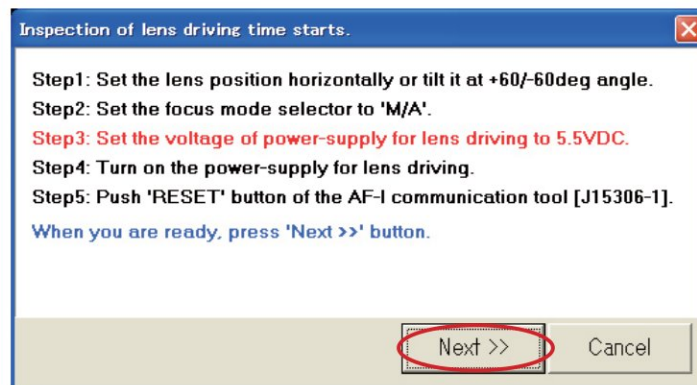 Inspection of lens driving time starts.
Step1: Set the lens position horizontally or tilt it at +60/-60deg angle.
Step2: Set the focus mode selector to 'M/A'.
Step3: Set the voltage of power-supply for lens driving to 5.5VDC.
Step4: Turn on the power-supply for lens driving.
Step5: Push 'RESET' button of the AF-I communication tool [J15306-1].
When you are ready, press 'Next >>' button.
Next >>
Cancel